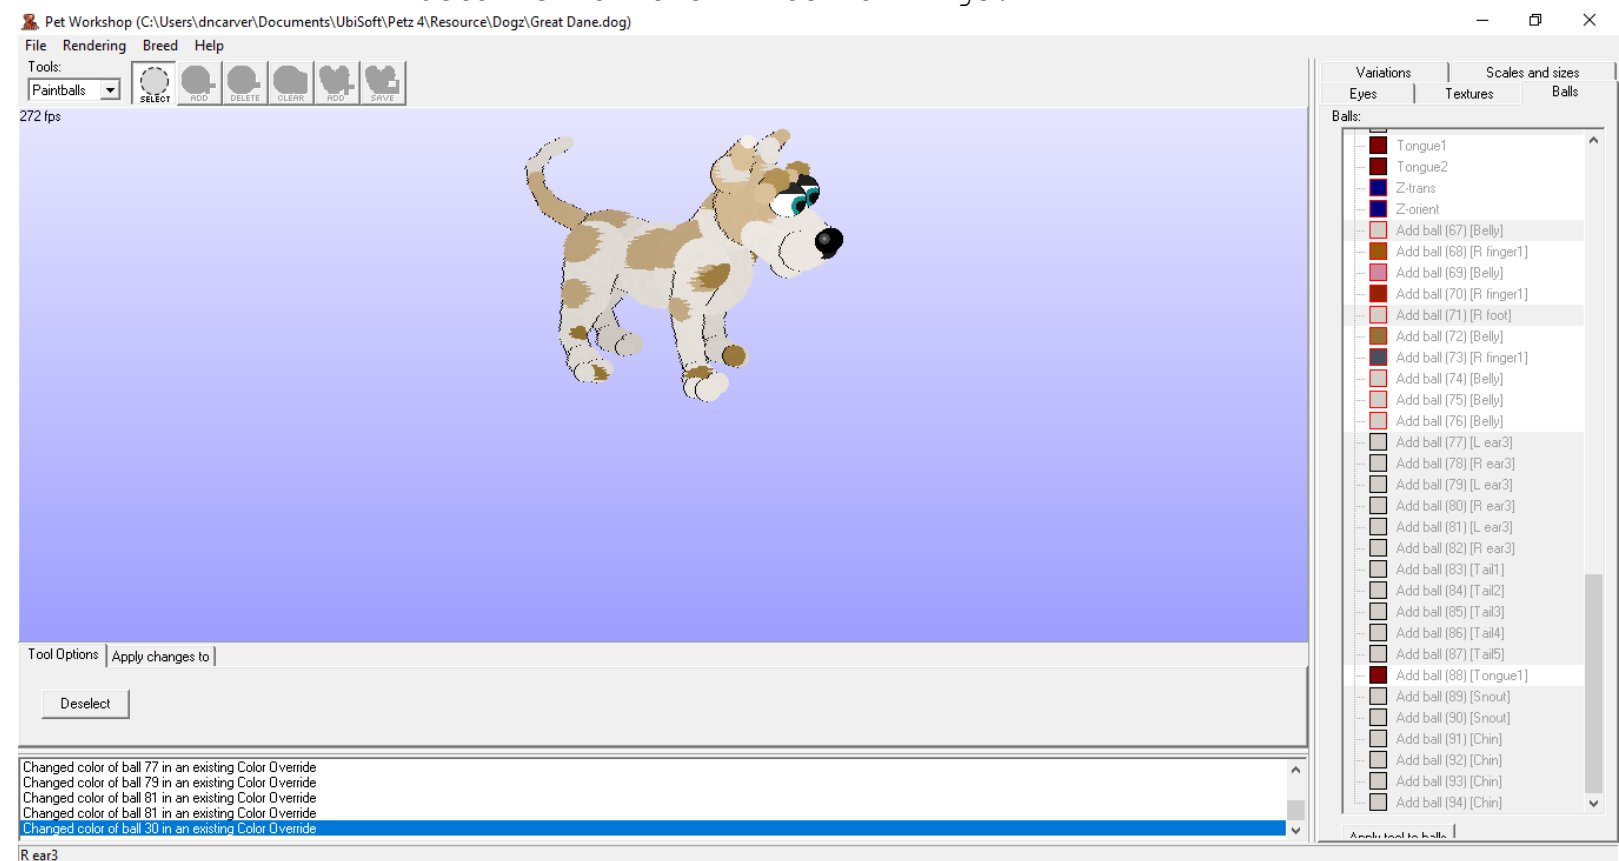 Pet Workshop (C:\Users\dncarver\Documents\UbiSoft\Petz 4\Resource\Dogz\Great Dane.dog)
File Rendering Breed Help
Tools:
Paintballs
SELECT ADD DELETE CLEAR ADD SAVE
272 fps
Variations Scales and sizes
Eyes Textures Balls
Balls:
Tongue1
Tongue2
Z-trans
Z-orient
Add ball (67) [Belly]
Add ball (68) [R finger1]
Add ball (69) [Belly]
Add ball (70) [R finger1]
Add ball (71) [R foot]
Add ball (72) [Belly]
Add ball (73) [R finger1]
Add ball (74) [Belly]
Add ball (75) [Belly]
Add ball (76) [Belly]
Add ball (77) [L ear3]
Add ball (78) [R ear3]
Add ball (79) [L ear3]
Add ball (80) [R ear3]
Add ball (81) [L ear3]
Add ball (82) [R ear3]
Add ball (83) [Tail1]
Add ball (84) [Tail2]
Add ball (85) [Tail3]
Add ball (86) [Tail4]
Add ball (87) [Tail5]
Add ball (88) [Tongue1]
Add ball (89) [Snout]
Add ball (90) [Snout]
Add ball (91) [Chin]
Add ball (92) [Chin]
Add ball (93) [Chin]
Add ball (94) [Chin]
Apply tool to balls
Tool Options Apply changes to
Deselect
Changed color of ball 77 in an existing Color Override
Changed color of ball 79 in an existing Color Override
Changed color of ball 81 in an existing Color Override
Changed color of ball 81 in an existing Color Override
Changed color of ball 30 in an existing Color Override
R ear3